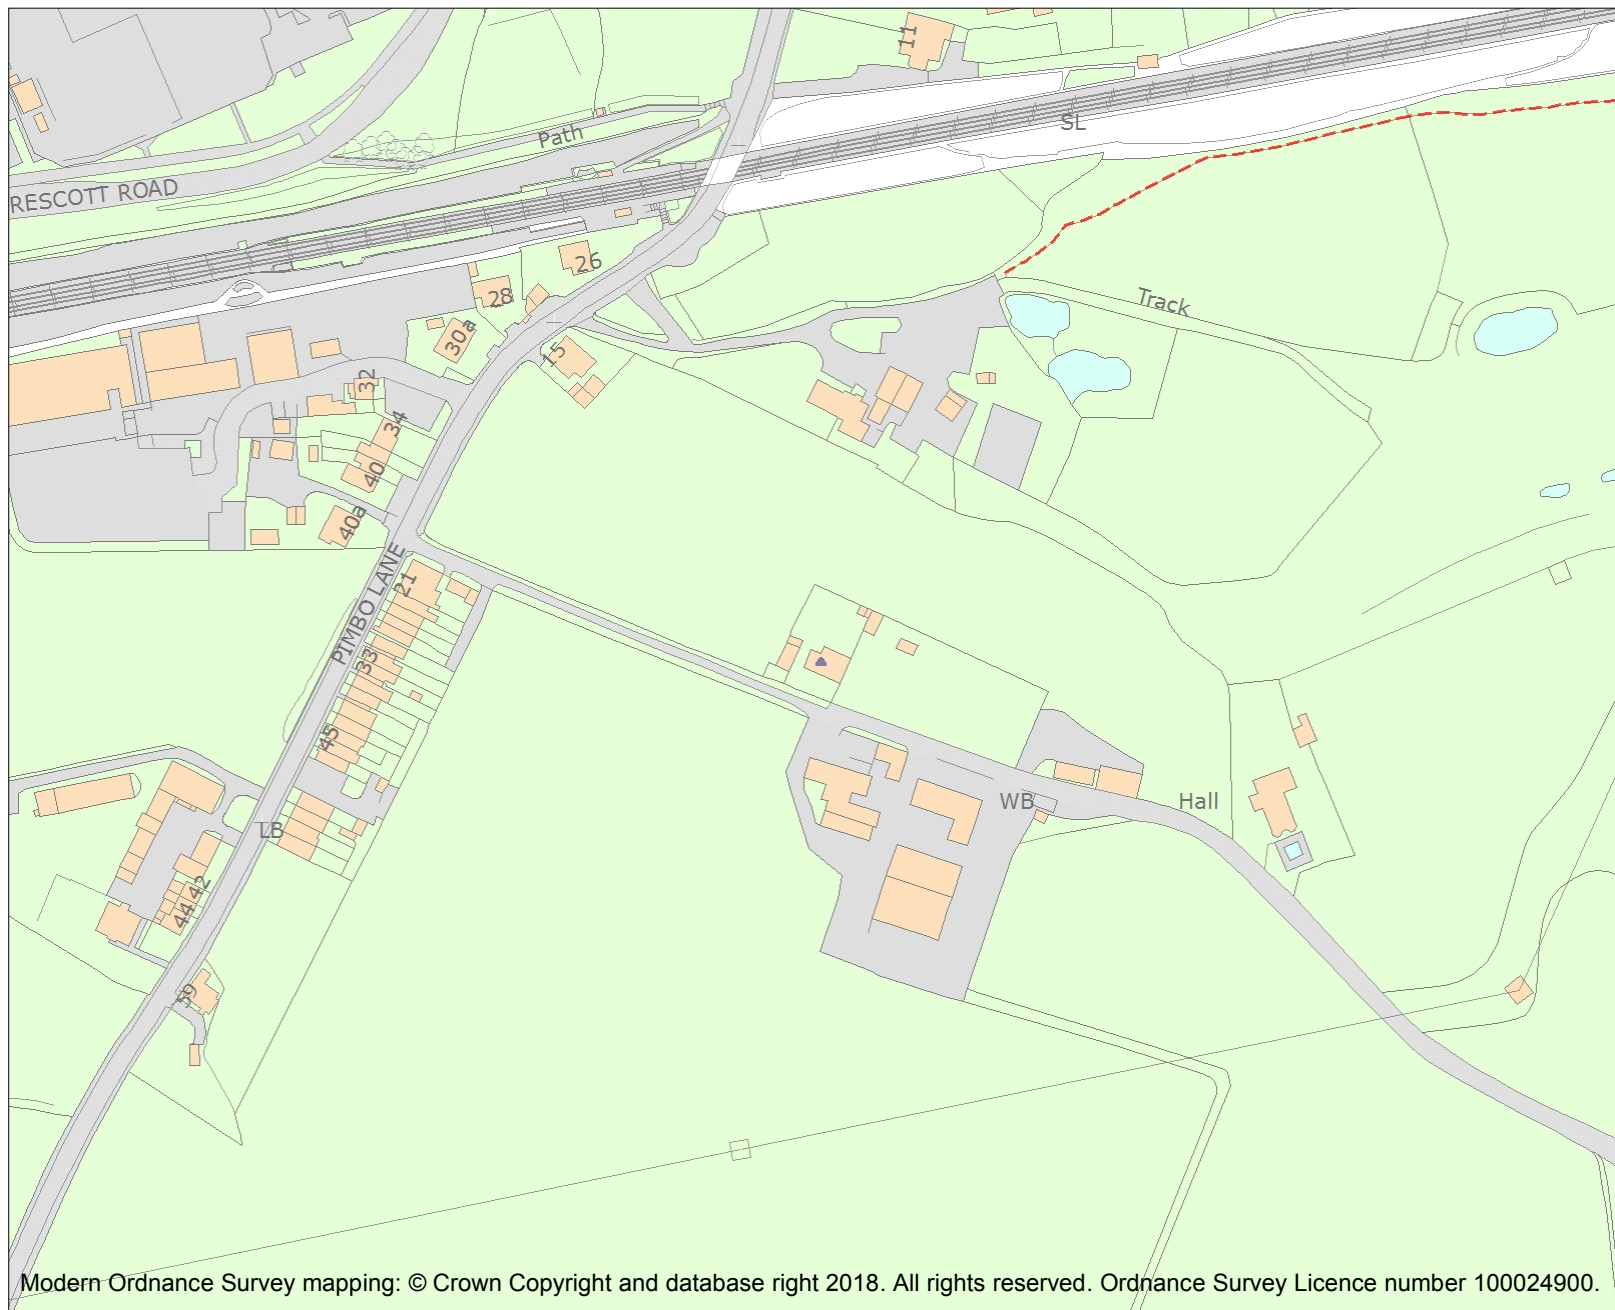 11
SL
Path
RESCOTT ROAD
26
28
Track
30a
15
32
34
40
40a
PIMBO LANE
21
33
45
WB
Hall
LB
42
44
59
Modern Ordnance Survey mapping: © Crown Copyright and database right 2018. All rights reserved. Ordnance Survey Licence number 100024900.